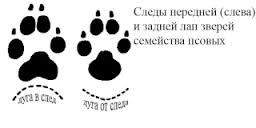 Следы передней (слева)
и задней лап зверей
семейства псовых
дуга в след
дуга от следа